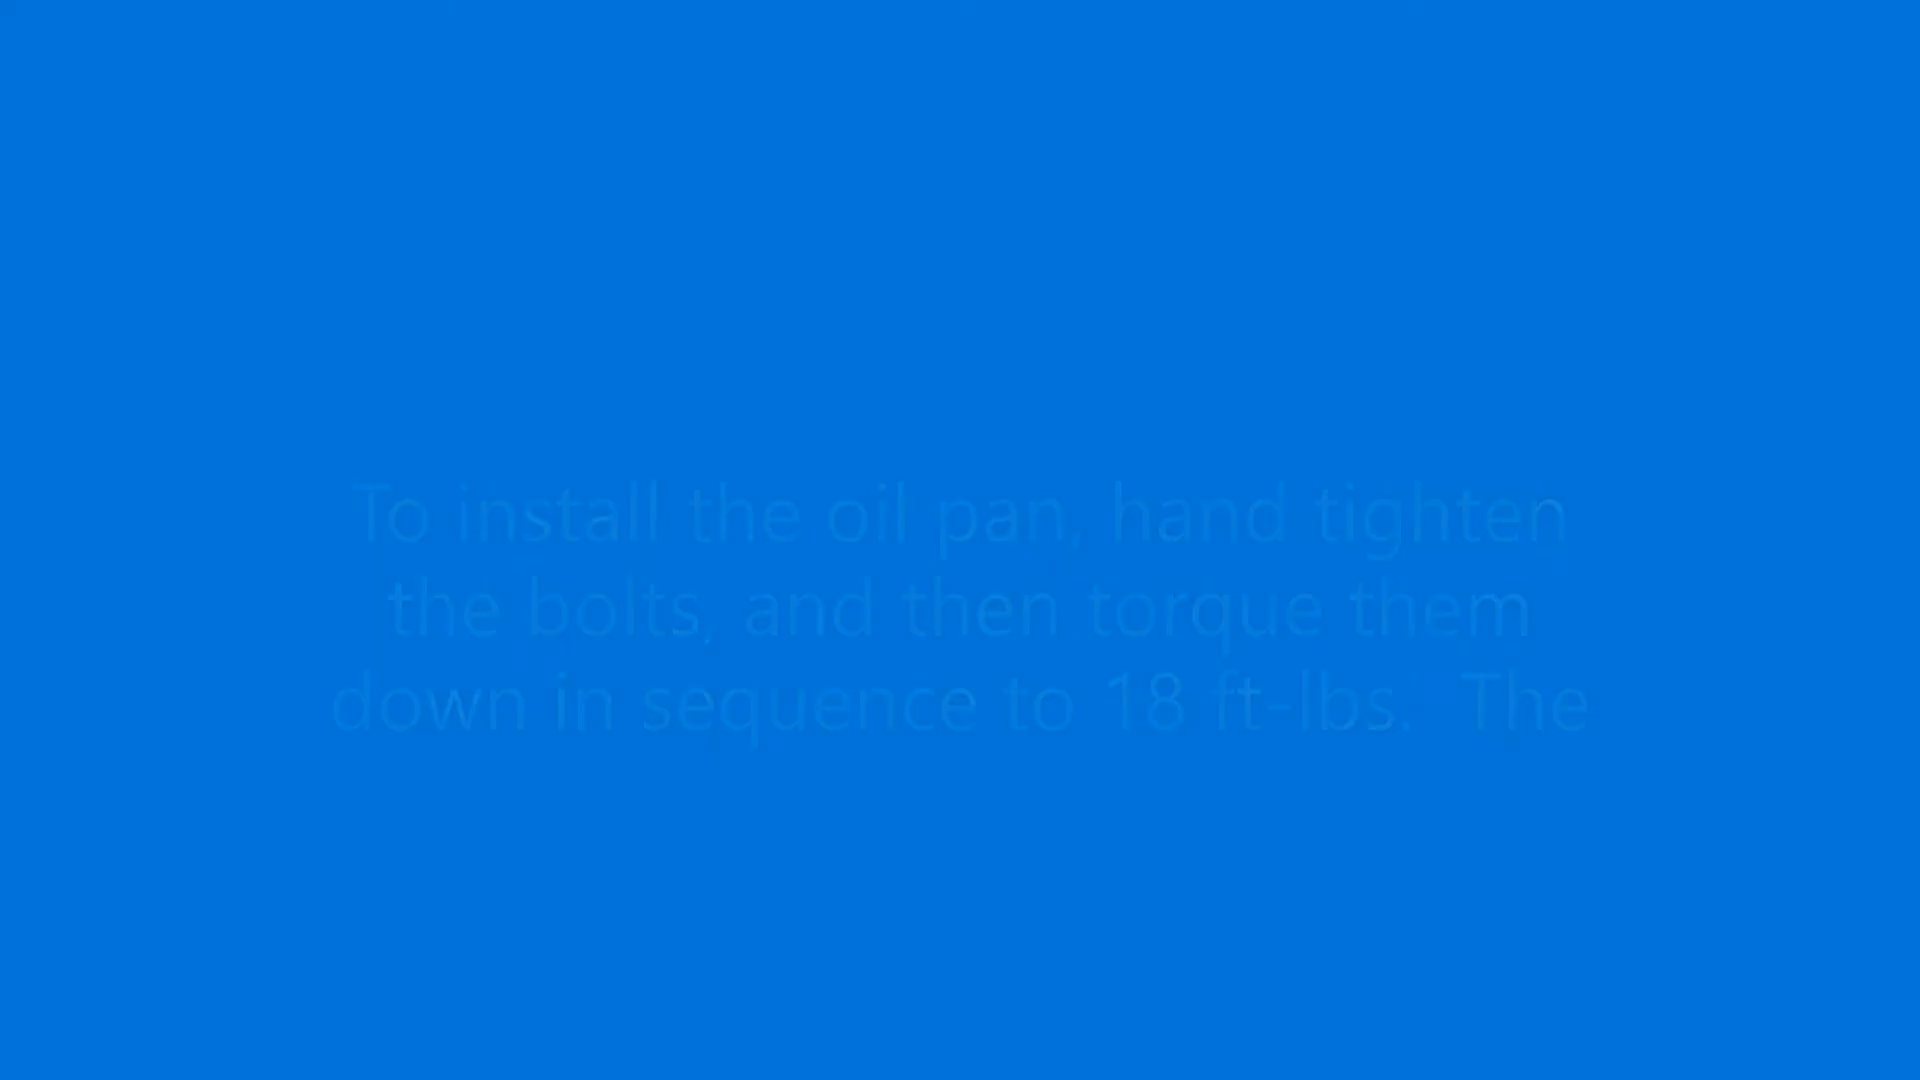 To install the oil pan, hand tighten
the bolts, and then torque them
down in sequence to 18 ft-lbs.  The